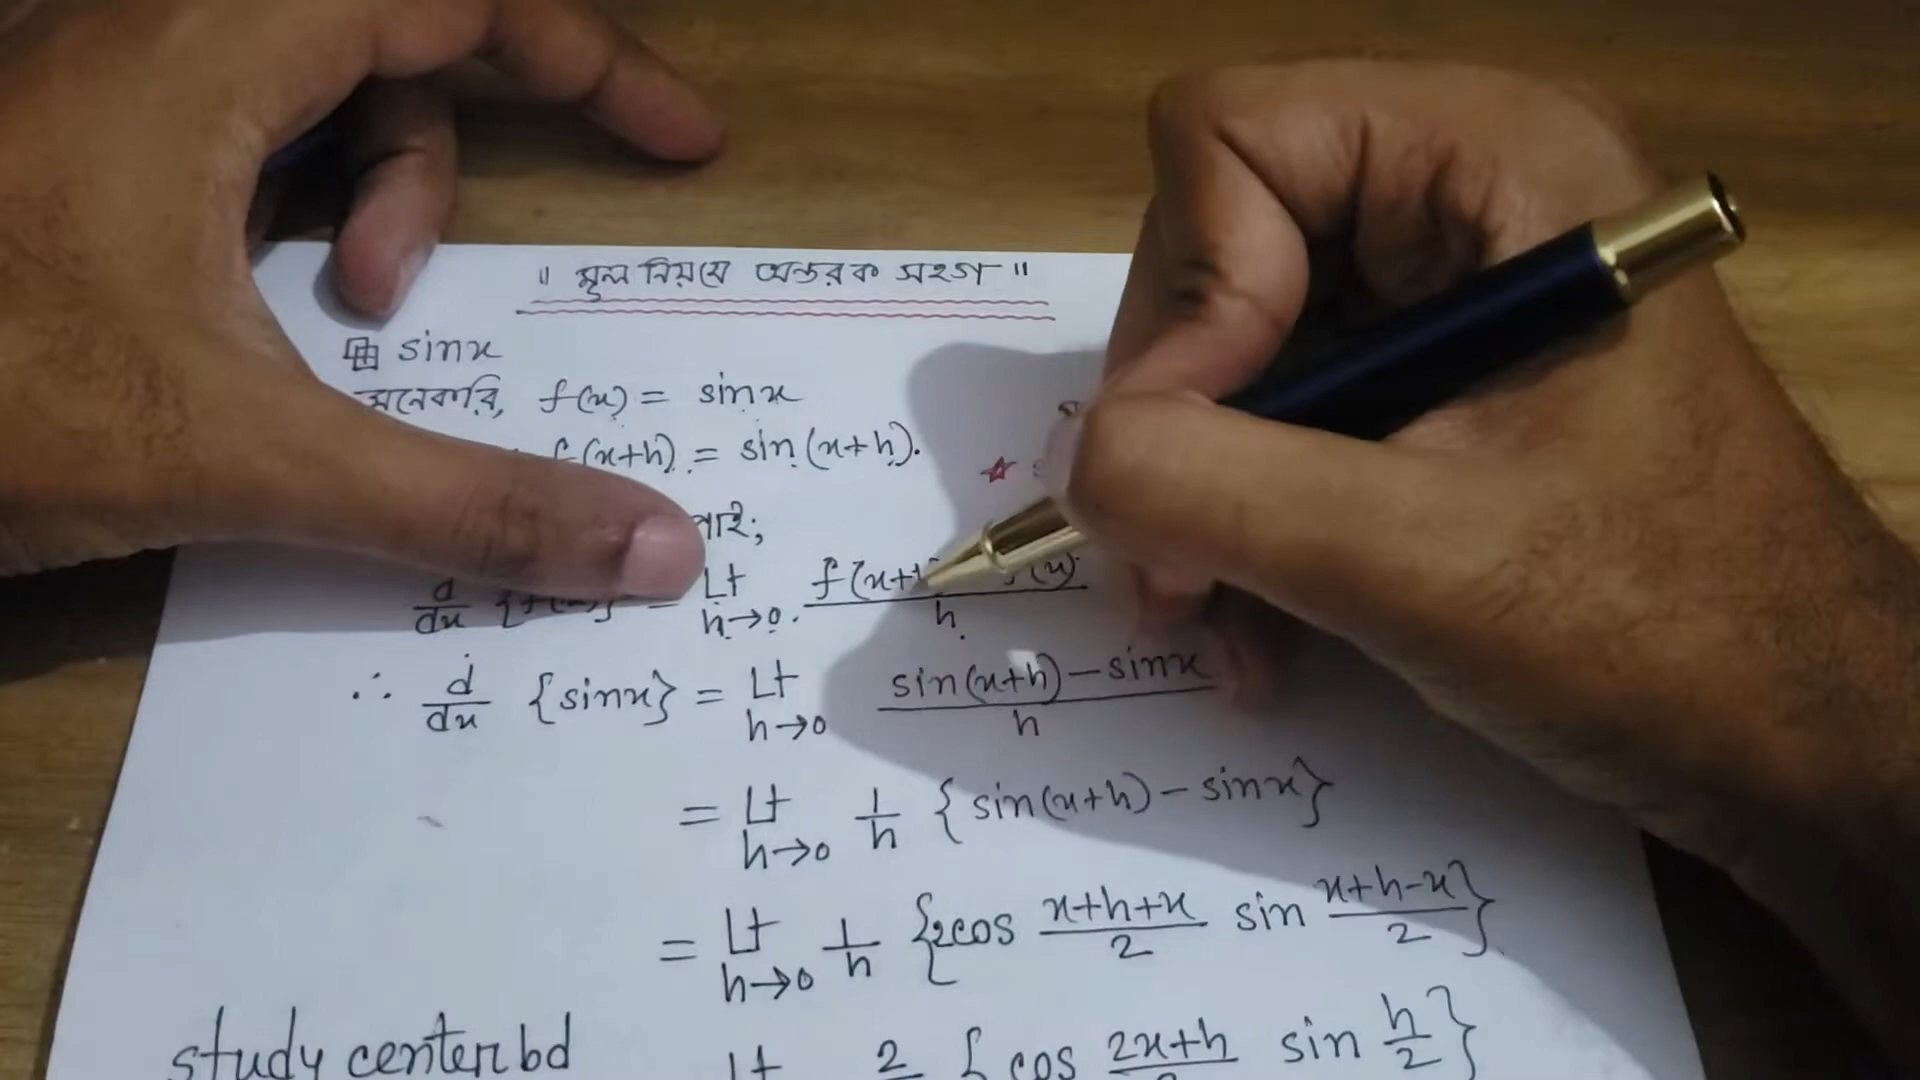 " মূল নিয়মে অন্তরক সহগ "
sinx
মনেকরি, f(x) = sinx
f(x+h) = sin(x+h).
পাই;
d/dx {f(x)} = Lt h→0 f(x+h) - f(x) / h
∴ d/dx {sinx} = Lt h→0 sin(x+h)-sinx / h
= Lt h→0 1/h {sin(x+h)-sinx}
= Lt h→0 1/h {2cos x+h+x / 2 sin x+h-x / 2}
Lt 2 { cos 2x+h sin h/2 }
study center bd